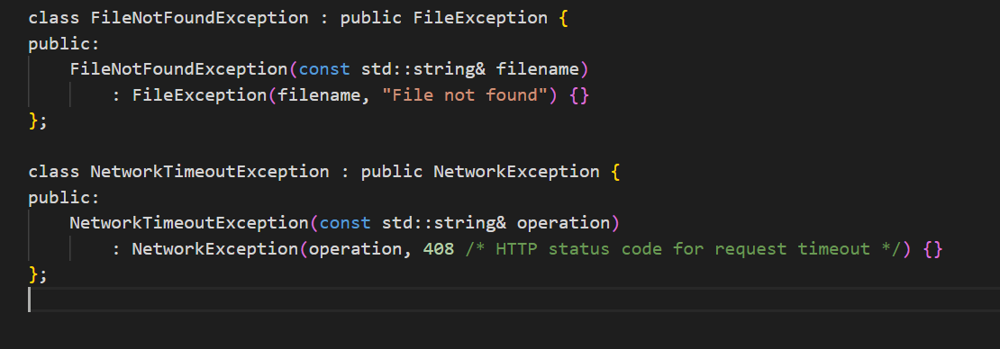 class FileNotFoundException : public FileException {
public:
    FileNotFoundException(const std::string& filename)
        : FileException(filename, "File not found") {}
};

class NetworkTimeoutException : public NetworkException {
public:
    NetworkTimeoutException(const std::string& operation)
        : NetworkException(operation, 408 /* HTTP status code for request timeout */) {}
};